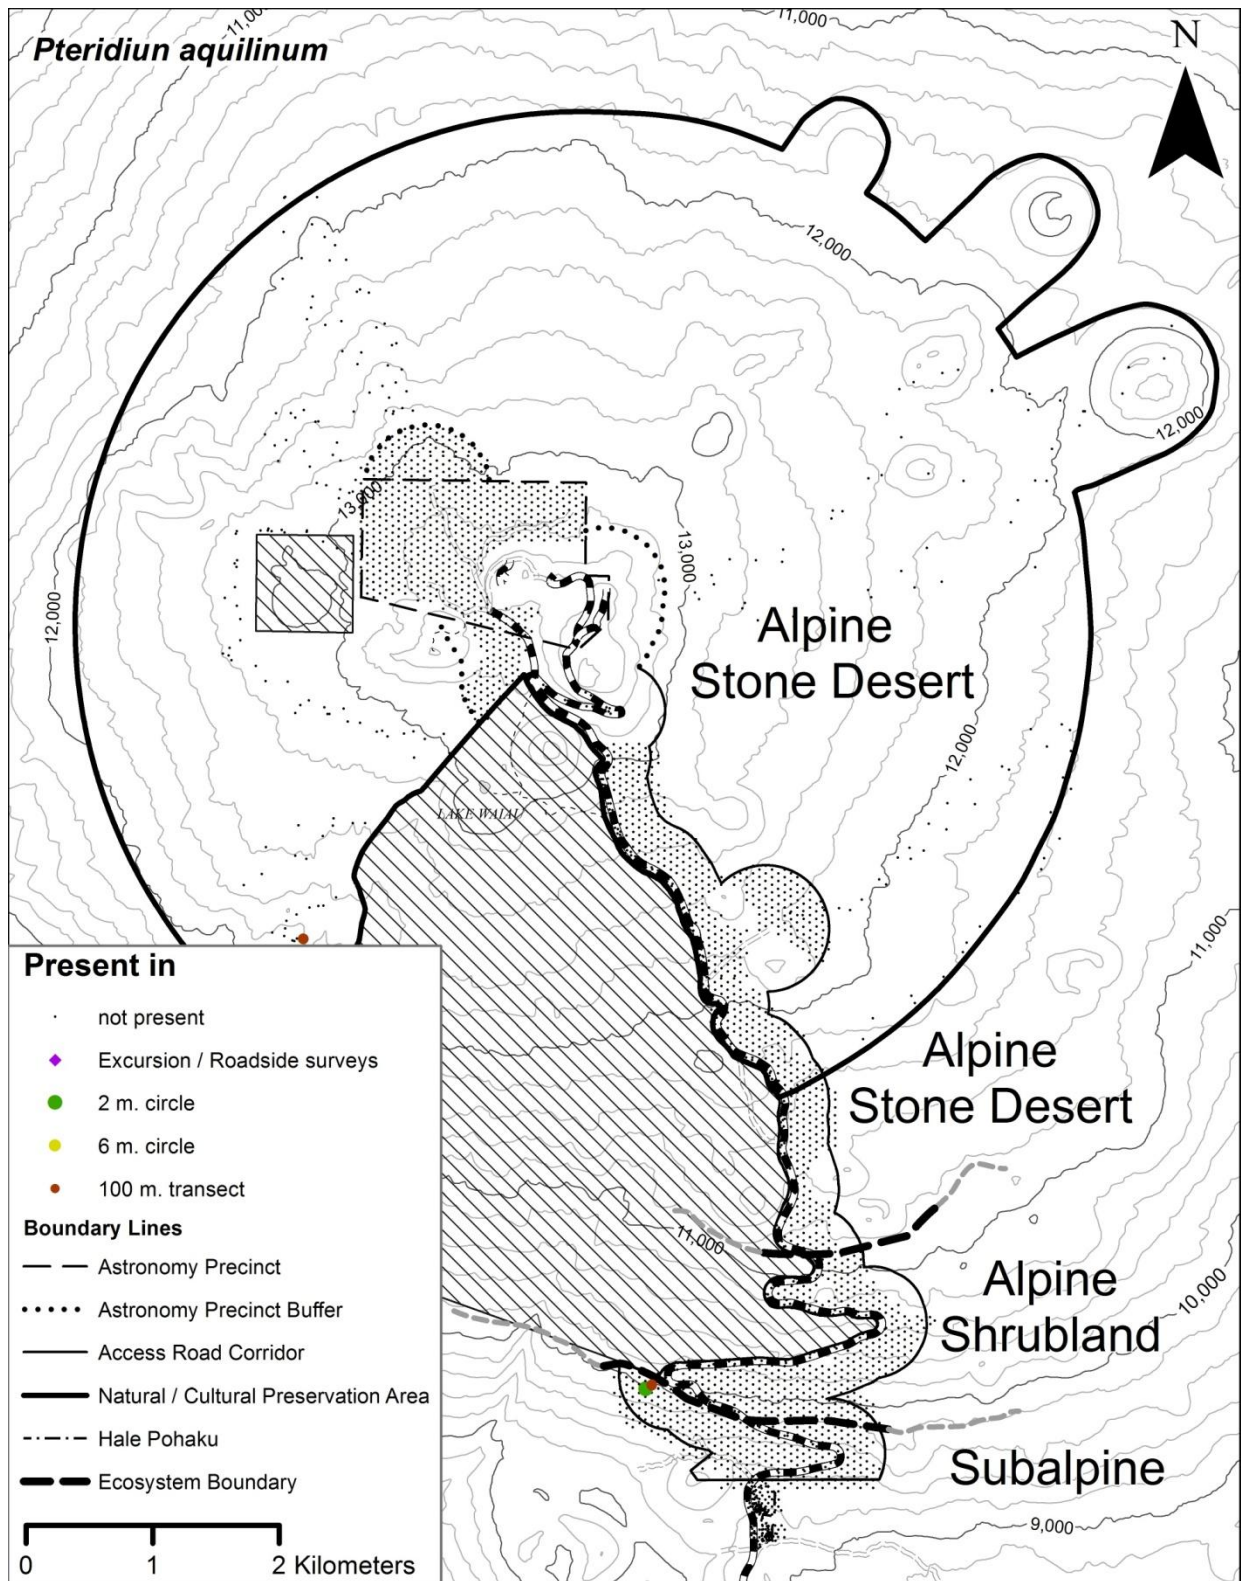 Pteridiun aquilinum
11,000
11,000
N
12,000
12,000
13,000
13,000
12,000
Alpine
Stone Desert
12,000
LAKE WAIAU
11,000
Alpine
Stone Desert
11,000
Alpine
Shrubland
10,000
Subalpine
9,000
Present in
not present
Excursion / Roadside surveys
2 m. circle
6 m. circle
100 m. transect
Boundary Lines
Astronomy Precinct
Astronomy Precinct Buffer
Access Road Corridor
Natural / Cultural Preservation Area
Hale Pohaku
Ecosystem Boundary
0 1 2 Kilometers